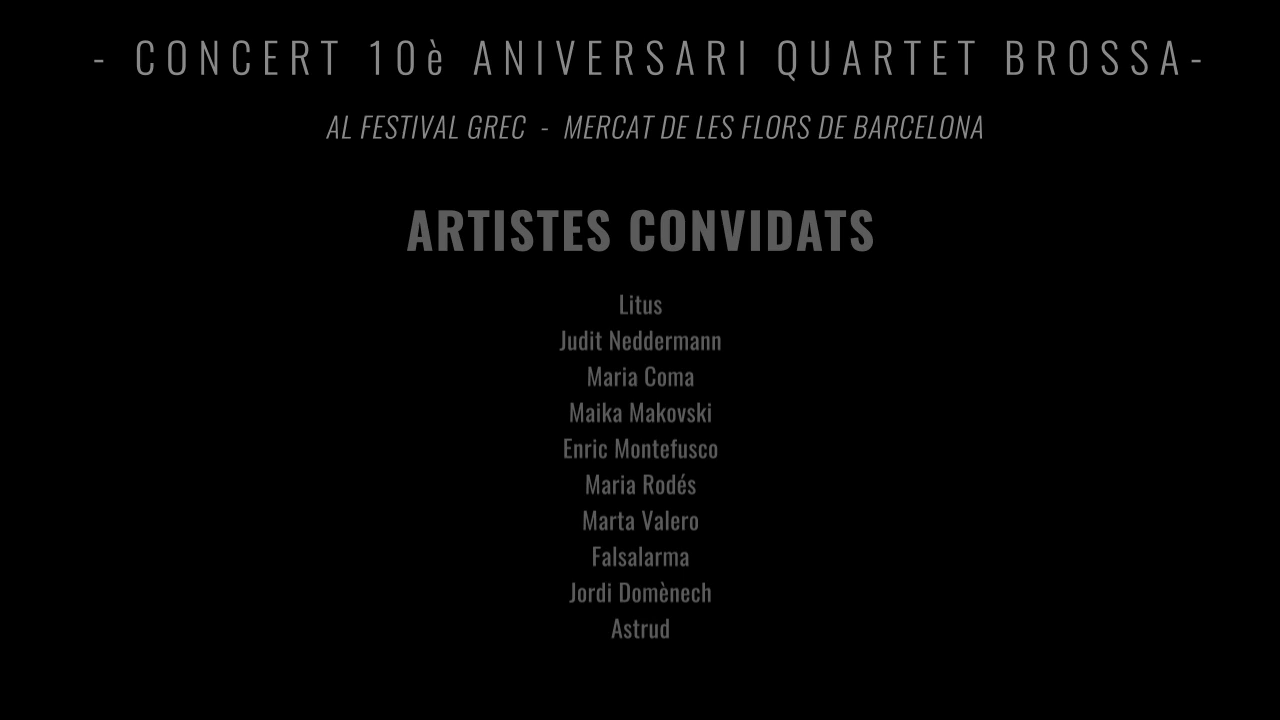 - CONCERT 10è ANIVERSARI QUARTET BROSSA-
AL FESTIVAL GREC - MERCAT DE LES FLORS DE BARCELONA
ARTISTES CONVIDATS
Litus
Judit Neddermann
Maria Coma
Maika Makovski
Enric Montefusco
Maria Rodés
Marta Valero
Falsalarma
Jordi Domènech
Astrud